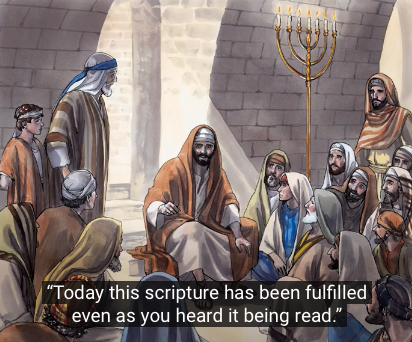 “Today this scripture has been fulfilled
even as you heard it being read.”